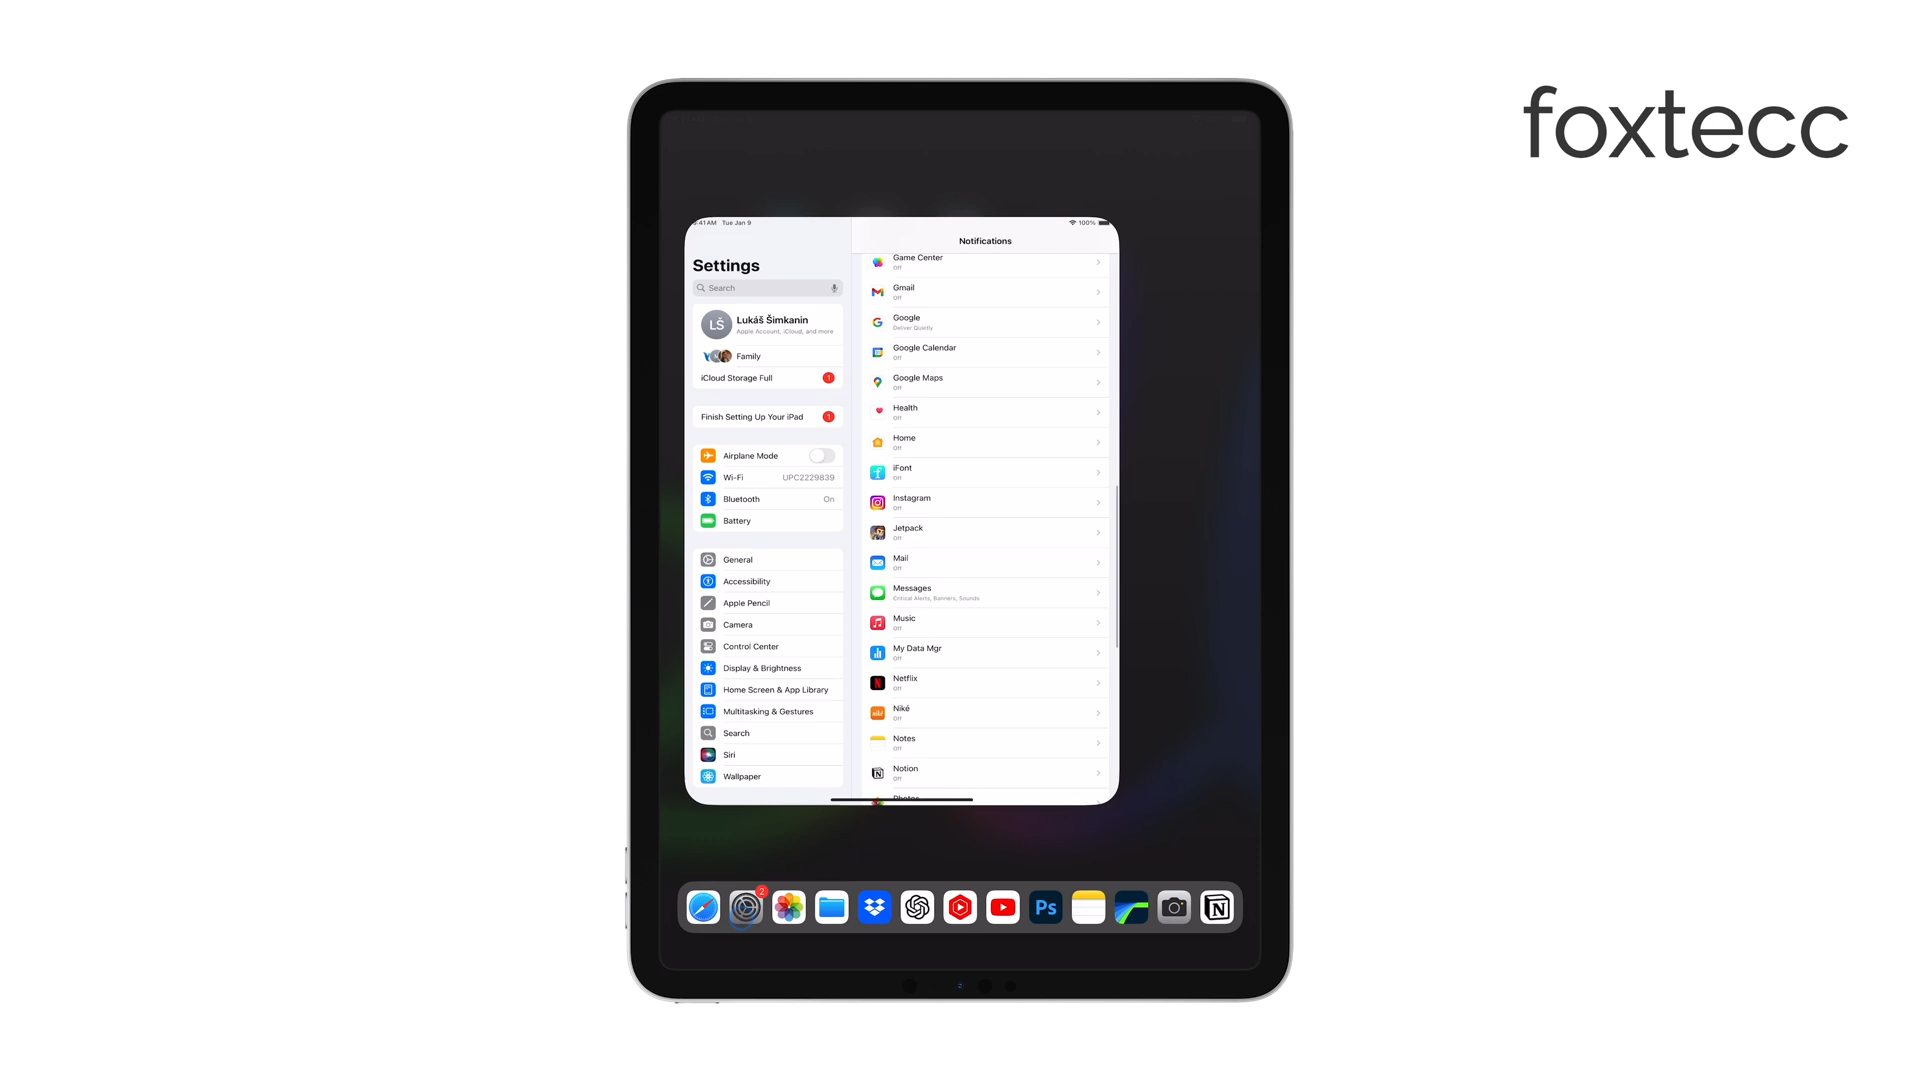 foxtecc
9:41 AM Tue Jan 9
100%
Settings
Search
LŠ
Lukáš Šimkanin
Apple Account, iCloud, and more
Family
iCloud Storage Full 1
Finish Setting Up Your iPad 1
Airplane Mode
Wi-Fi UPC2229839
Bluetooth On
Battery
General
Accessibility
Apple Pencil
Camera
Control Center
Display & Brightness
Home Screen & App Library
Multitasking & Gestures
Search
Siri
Wallpaper
Notifications
Game Center
Off
Gmail
Off
Google
Deliver Quietly
Google Calendar
Off
Google Maps
Off
Health
Off
Home
Off
iFont
Off
Instagram
Off
Jetpack
Off
Mail
Off
Messages
Critical Alerts, Banners, Sounds
Music
Off
My Data Mgr
Off
Netflix
Off
Niké
Off
Notes
Off
Notion
Off
Photos
2
Ps